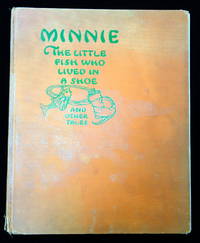 MINNIE
THE LITTLE
FISH WHO
LIVED IN
A SHOE
AND
OTHER
TALES